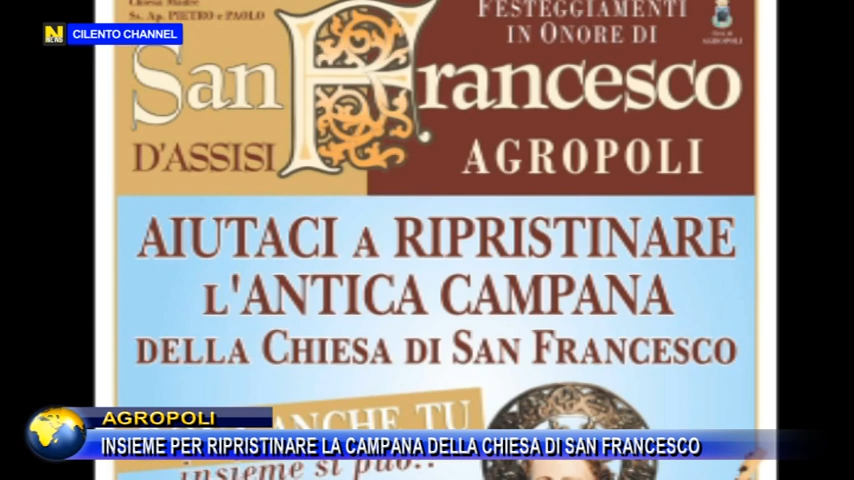 Chiesa Madre
Ss. Ap. PIETRO e PAOLO
N NEWS CILENTO CHANNEL
FESTEGGIAMENTI
IN ONORE DI
AGROPOLI
San Francesco
D'ASSISI
AGROPOLI
AIUTACI A RIPRISTINARE
L'ANTICA CAMPANA
DELLA CHIESA DI SAN FRANCESCO
ANCHE TU
insieme si può..
AGROPOLI
INSIEME PER RIPRISTINARE LA CAMPANA DELLA CHIESA DI SAN FRANCESCO